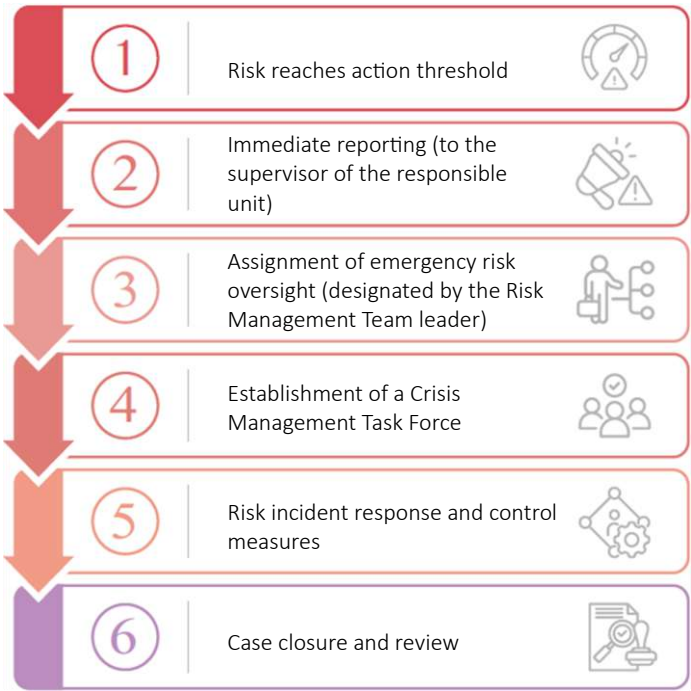 1
Risk reaches action threshold
2
Immediate reporting (to the
supervisor of the responsible
unit)
3
Assignment of emergency risk
oversight (designated by the Risk
Management Team leader)
4
Establishment of a Crisis
Management Task Force
5
Risk incident response and control
measures
6
Case closure and review